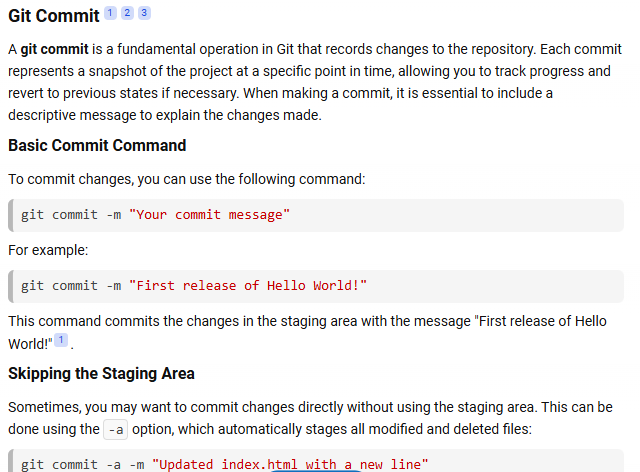 Git Commit 1 2 3
A git commit is a fundamental operation in Git that records changes to the repository. Each commit
represents a snapshot of the project at a specific point in time, allowing you to track progress and
revert to previous states if necessary. When making a commit, it is essential to include a
descriptive message to explain the changes made.
Basic Commit Command
To commit changes, you can use the following command:
git commit -m "Your commit message"
For example:
git commit -m "First release of Hello World!"
This command commits the changes in the staging area with the message "First release of Hello
World!" 1 .
Skipping the Staging Area
Sometimes, you may want to commit changes directly without using the staging area. This can be
done using the -a option, which automatically stages all modified and deleted files:
git commit -a -m "Updated index.html with a new line"